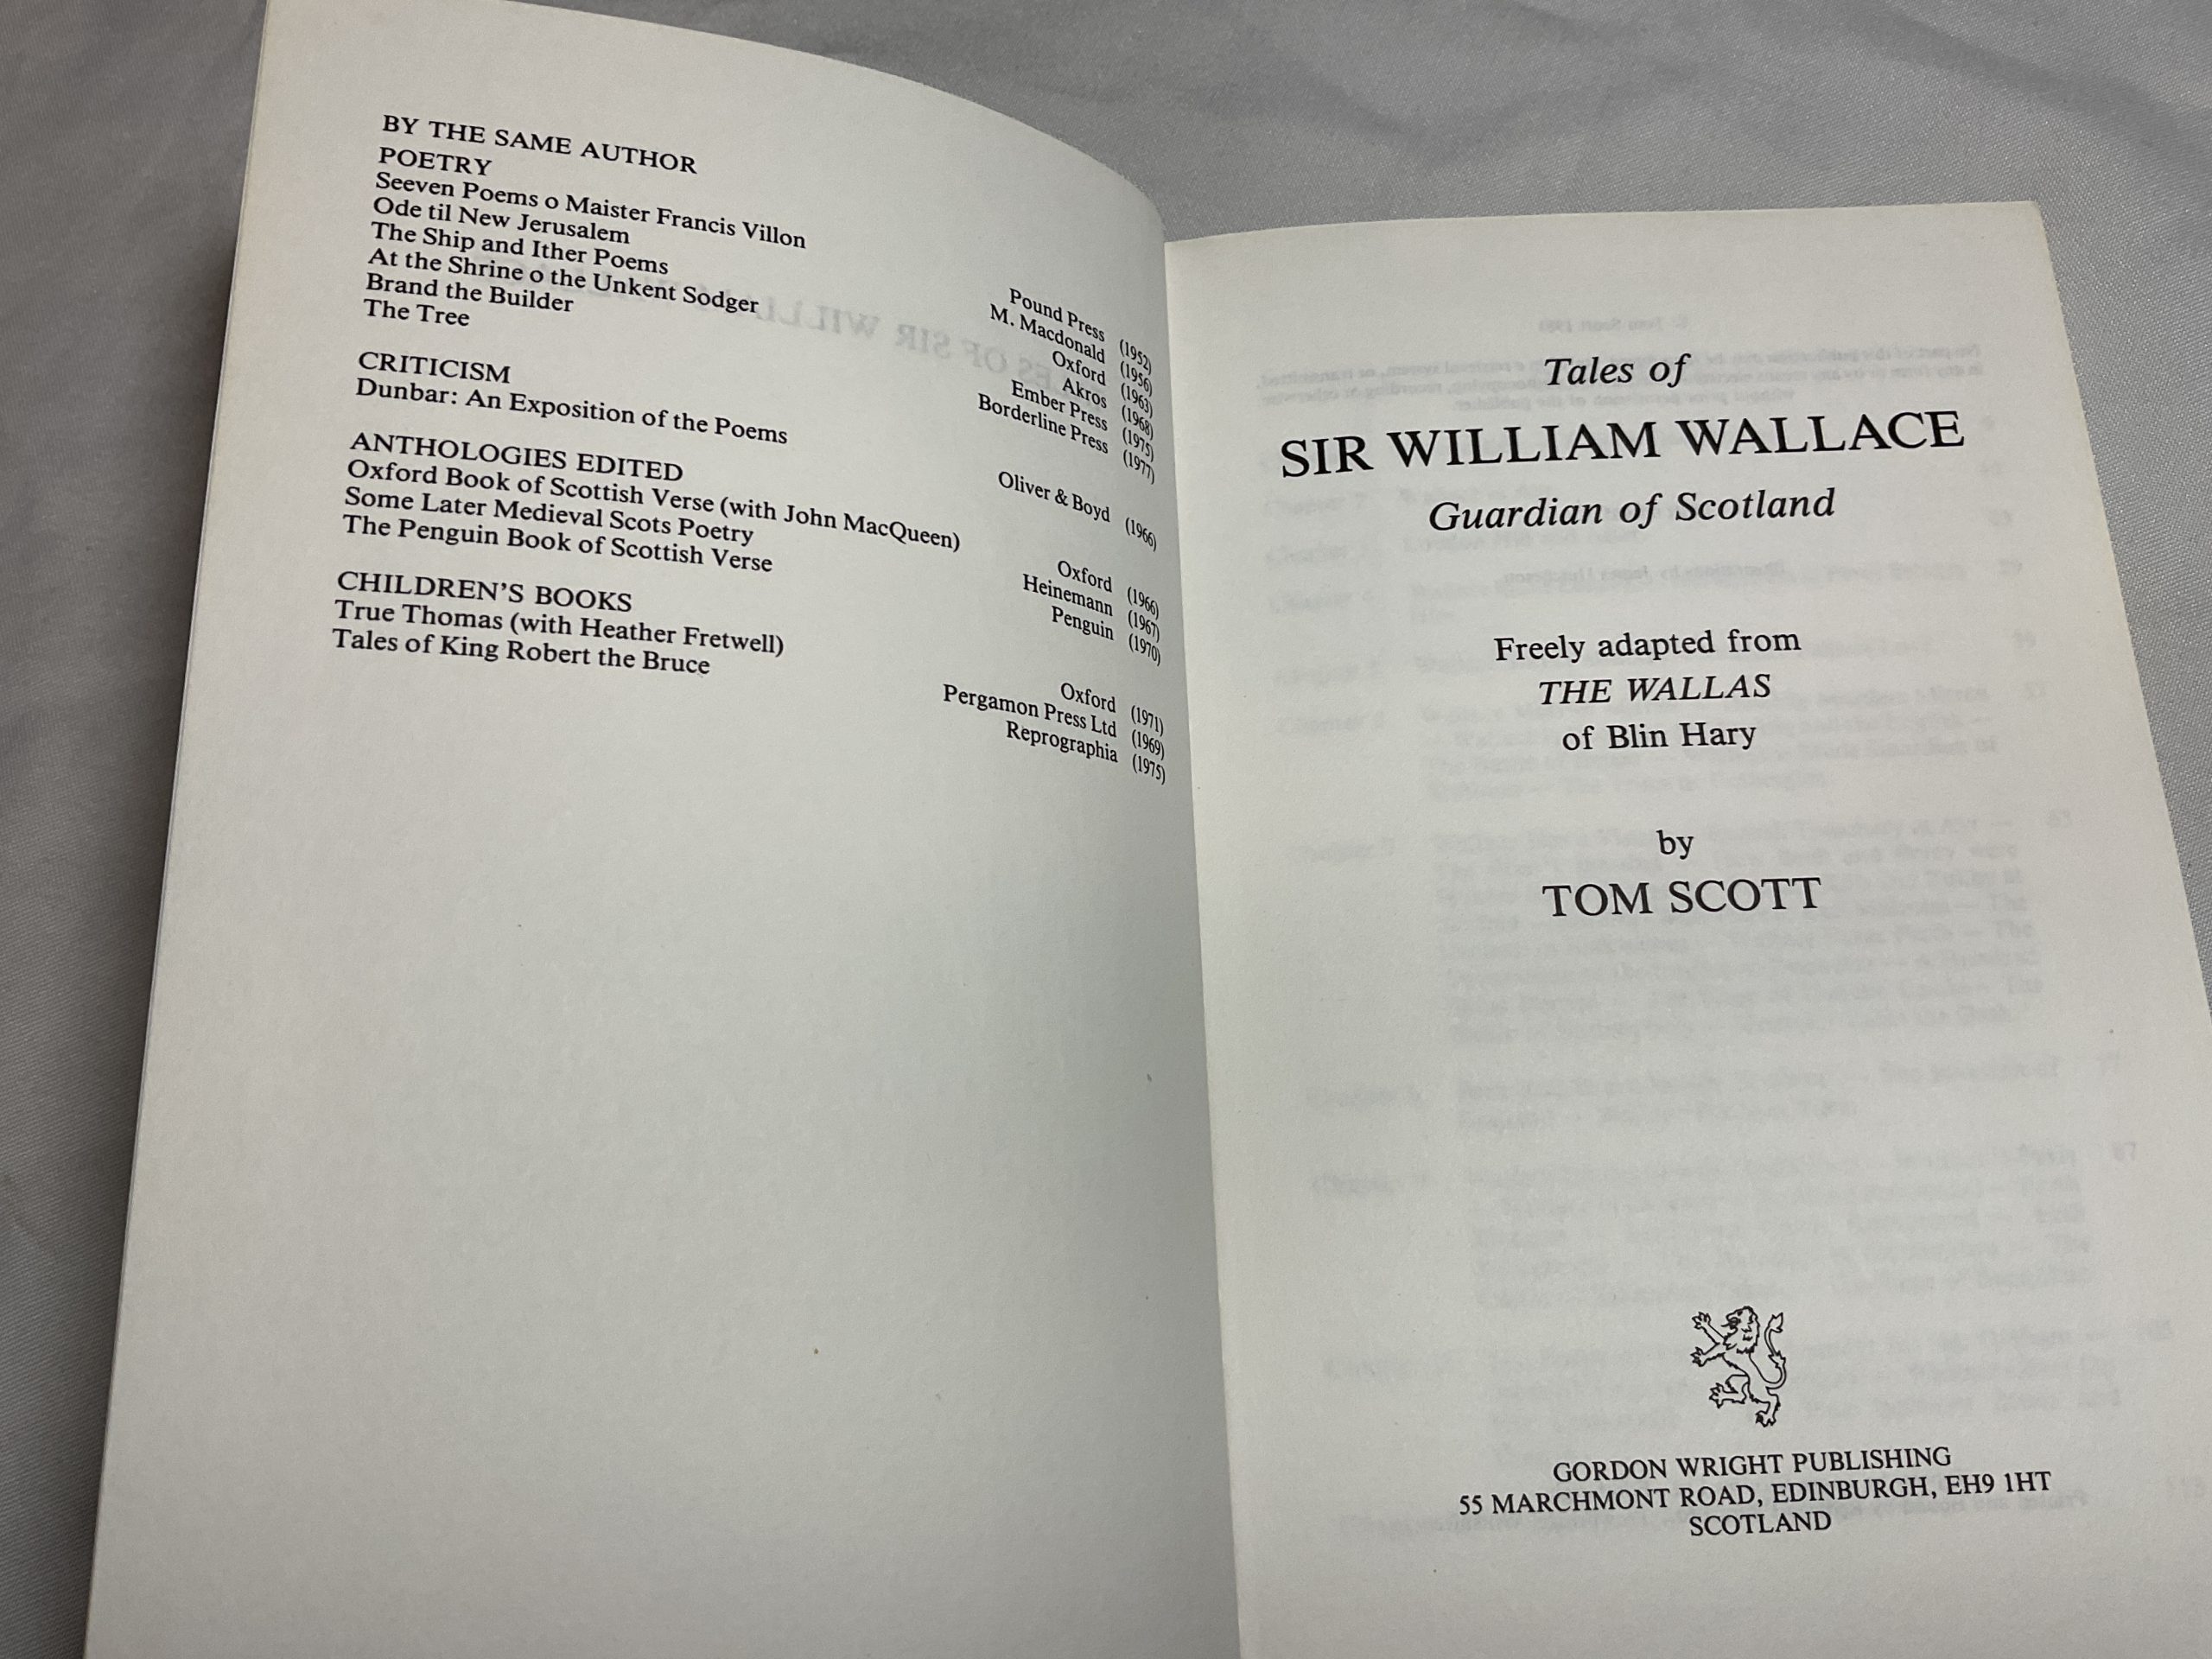 BY THE SAME AUTHOR
POETRY
Seeven Poems o Maister Francis Villon Pound Press (1952)
Ode til New Jerusalem M. Macdonald (1956)
The Ship and Ither Poems Oxford (1963)
At the Shrine o the Unkent Sodger Akros (1968)
Brand the Builder Ember Press (1975)
The Tree Borderline Press (1977)
CRITICISM
Dunbar: An Exposition of the Poems Oliver & Boyd (1966)
ANTHOLOGIES EDITED
Oxford Book of Scottish Verse (with John MacQueen) Oxford (1966)
Some Later Medieval Scots Poetry Heinemann (1967)
The Penguin Book of Scottish Verse Penguin (1970)
CHILDREN'S BOOKS
True Thomas (with Heather Fretwell) Oxford (1971)
Tales of King Robert the Bruce Pergamon Press Ltd (1969)
Reprographia (1975)
Tales of
SIR WILLIAM WALLACE
Guardian of Scotland
Freely adapted from
THE WALLAS
of Blin Hary
by
TOM SCOTT
GORDON WRIGHT PUBLISHING
55 MARCHMONT ROAD, EDINBURGH, EH9 1HT
SCOTLAND